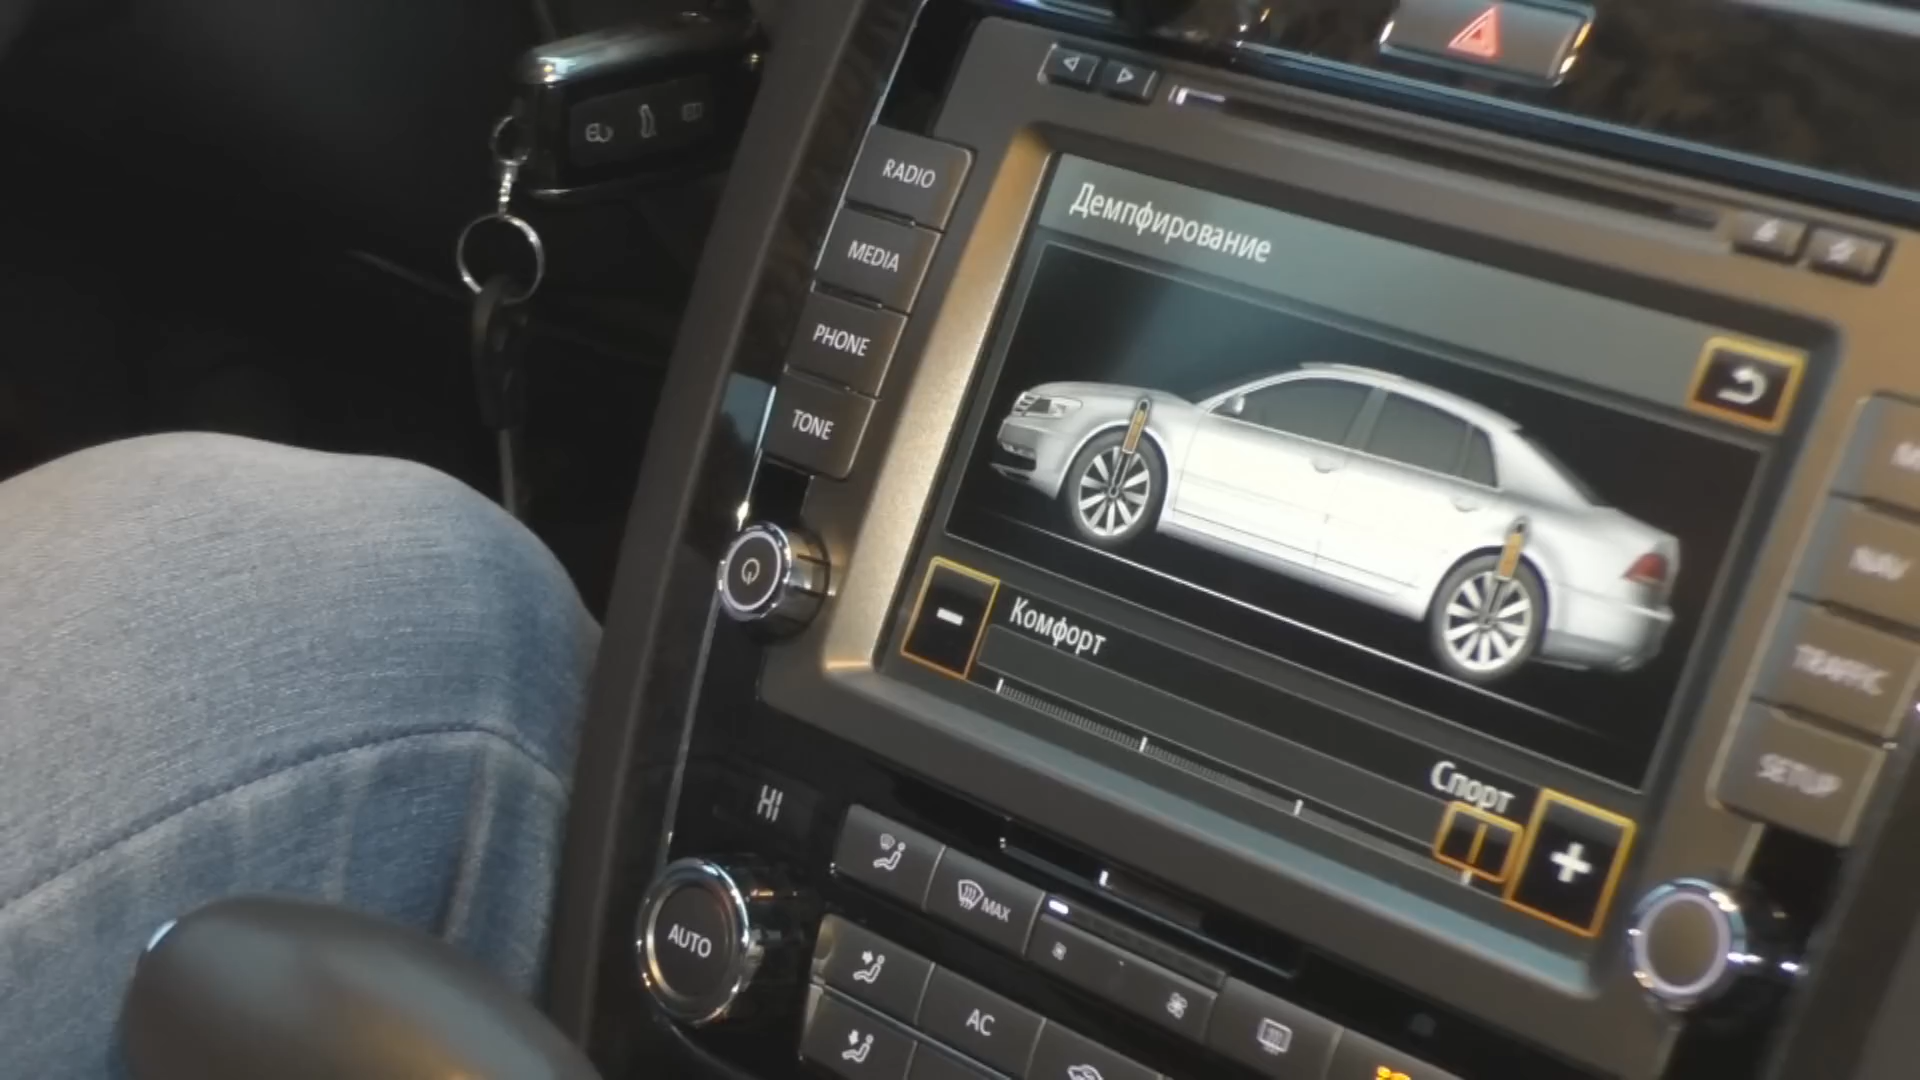 RADIO
MEDIA
PHONE
TONE
Демпфирование
Комфорт
Спорт
NAV
TRAFFIC
SETUP
HI
MAX
AUTO
AC